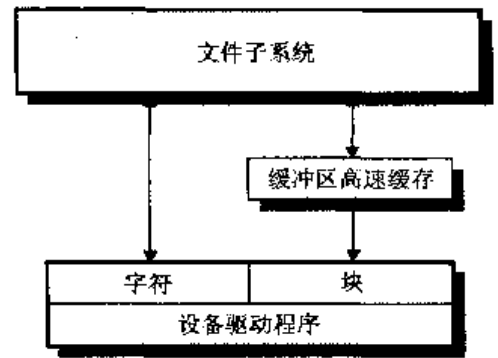 文件子系统
缓冲区高速缓存
字符 块
设备驱动程序